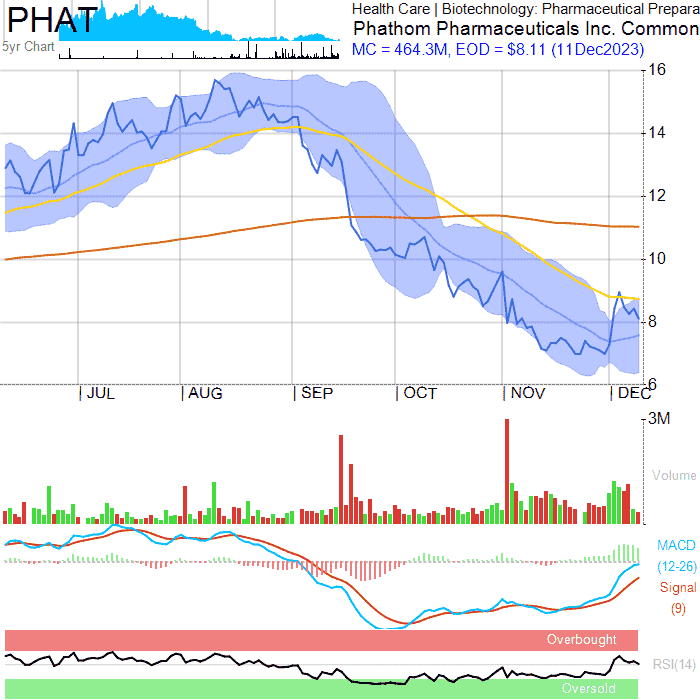 PHAT
Health Care | Biotechnology: Pharmaceutical Prepara
Phathom Pharmaceuticals Inc. Common
5yr Chart
MC = 464.3M, EOD = $8.11 (11Dec2023)
16
14
12
10
8
6
JUL AUG SEP OCT NOV DEC
3M
Volume
MACD
(12-26)
Signal
(9)
Overbought
RSI(14)
Oversold